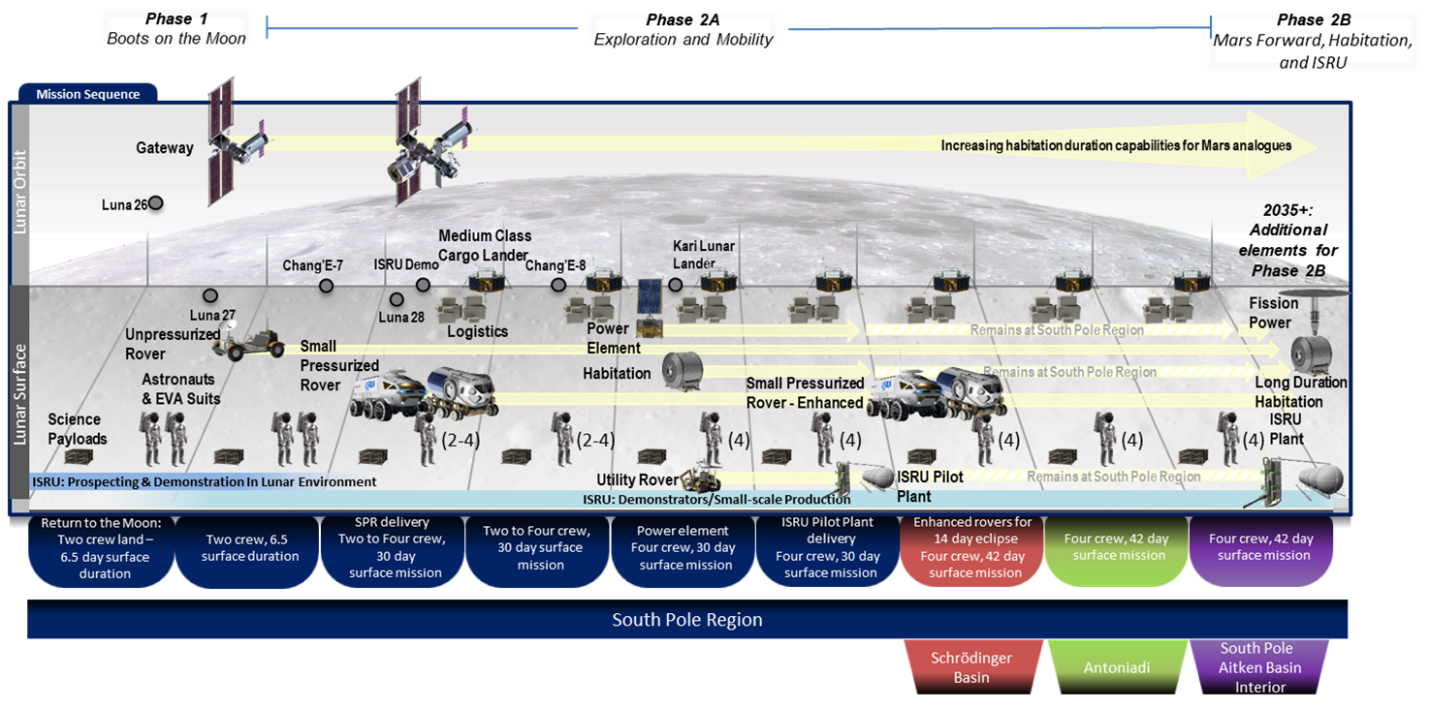 Phase 1
Boots on the Moon
Phase 2A
Exploration and Mobility
Phase 2B
Mars Forward, Habitation,
and ISRU
Mission Sequence
Lunar Orbit
Gateway
Increasing habitation duration capabilities for Mars analogues
Luna 26
2035+:
Additional
elements for
Phase 2B
Lunar Surface
Medium Class
Cargo Lander
Kari Lunar
Lander
Chang'E-7
ISRU Demo
Chang'E-8
Luna 27
Luna 28
Logistics
Fission
Power
Unpressurized
Rover
Power
Element
Remains at South Pole Region
Small
Pressurized
Rover
Habitation
Remains at South Pole Region
Astronauts
& EVA Suits
Small Pressurized
Rover - Enhanced
Long Duration
Habitation
Science
Payloads
ISRU
Plant
(2-4)
(2-4)
(4)
(4)
(4)
(4)
(4)
Utility Rover
ISRU Pilot
Plant
Remains at South Pole Region
ISRU: Prospecting & Demonstration In Lunar Environment
ISRU: Demonstrators/Small-scale Production
Return to the Moon:
Two crew land –
6.5 day surface
duration
Two crew, 6.5
surface duration
SPR delivery
Two to Four crew,
30 day
surface mission
Two to Four crew,
30 day surface
mission
Power element
Four crew, 30 day
surface mission
ISRU Pilot Plant
delivery
Four crew, 30 day
surface mission
Enhanced rovers for
14 day eclipse
Four crew, 42 day
surface mission
Four crew, 42 day
surface mission
Four crew, 42 day
surface mission
South Pole Region
Schrödinger
Basin
Antoniadi
South Pole
Aitken Basin
Interior